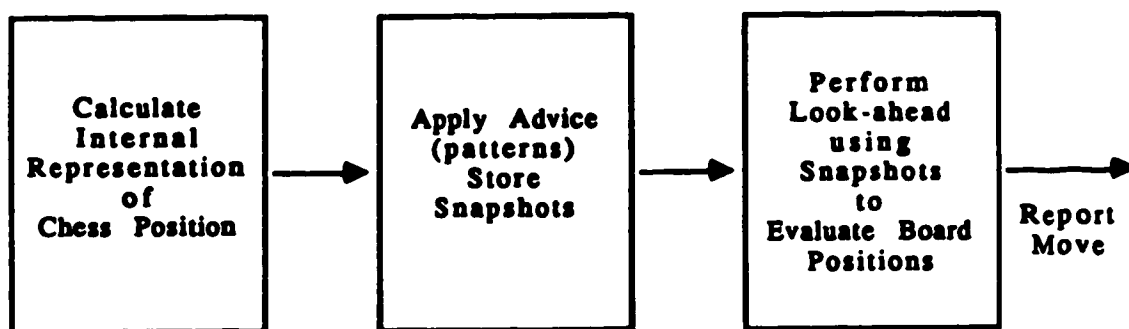 Calculate
Internal
Representation
of
Chess Position
Apply Advice
(patterns)
Store
Snapshots
Perform
Look-ahead
using
Snapshots
to
Evaluate Board
Positions
Report
Move